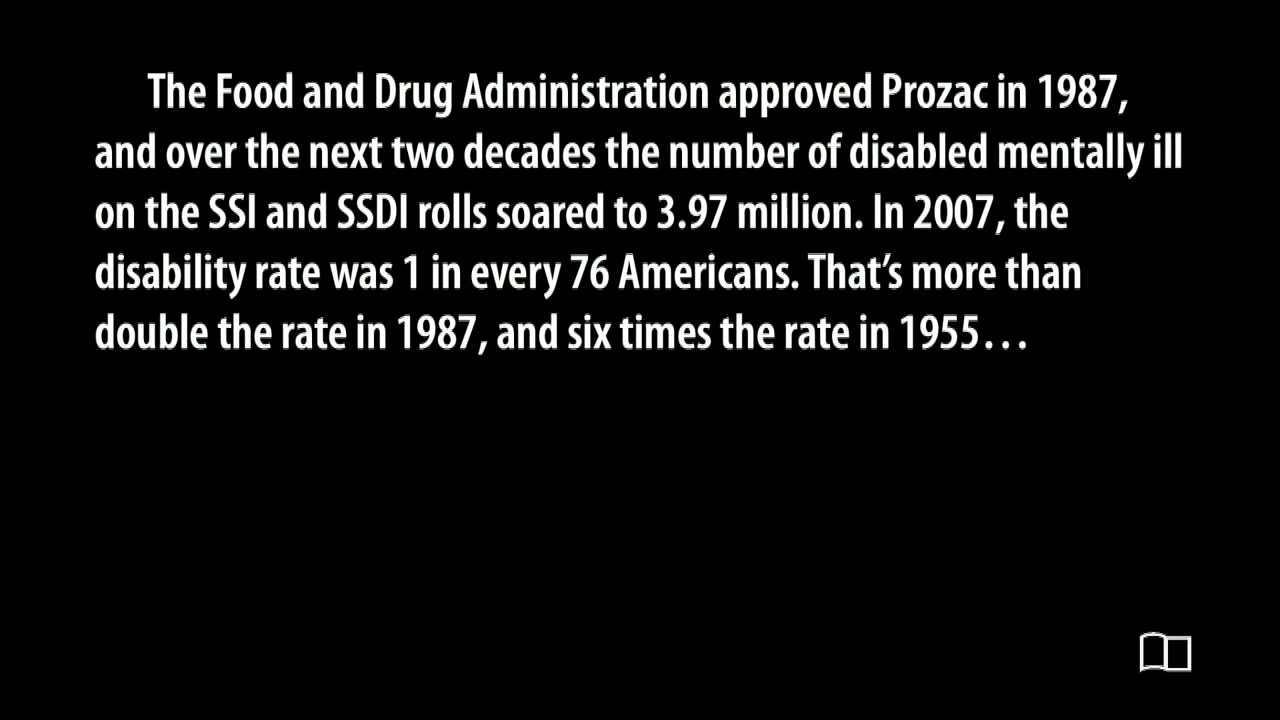 The Food and Drug Administration approved Prozac in 1987,
and over the next two decades the number of disabled mentally ill
on the SSI and SSDI rolls soared to 3.97 million. In 2007, the
disability rate was 1 in every 76 Americans. That’s more than
double the rate in 1987, and six times the rate in 1955…